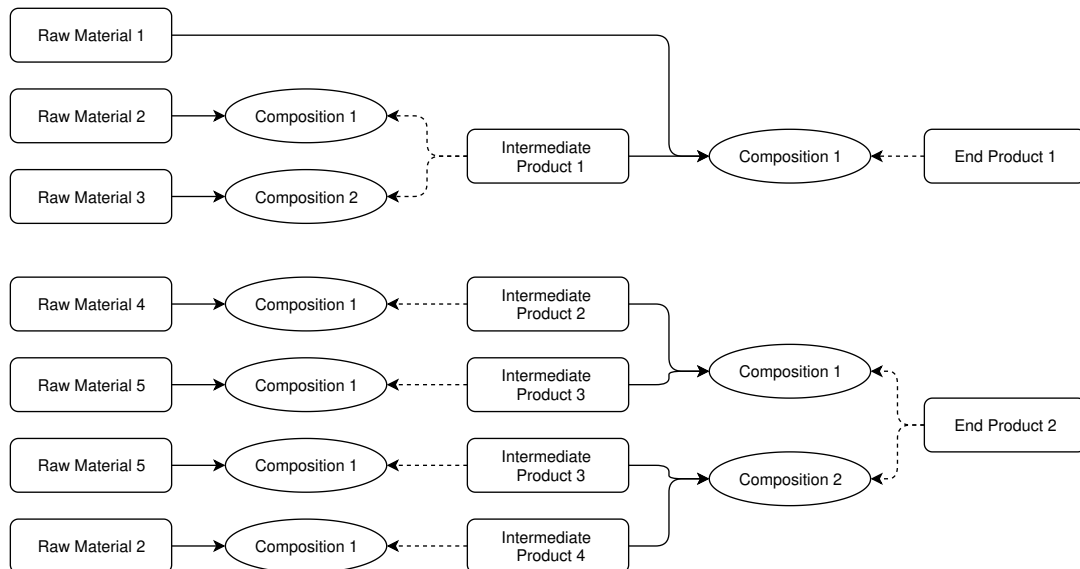 Raw Material 1
Raw Material 2
Composition 1
Intermediate
Product 1
Composition 1
End Product 1
Raw Material 3
Composition 2
Raw Material 4
Composition 1
Intermediate
Product 2
Composition 1
Raw Material 5
Composition 1
Intermediate
Product 3
End Product 2
Raw Material 5
Composition 1
Intermediate
Product 3
Composition 2
Raw Material 2
Composition 1
Intermediate
Product 4